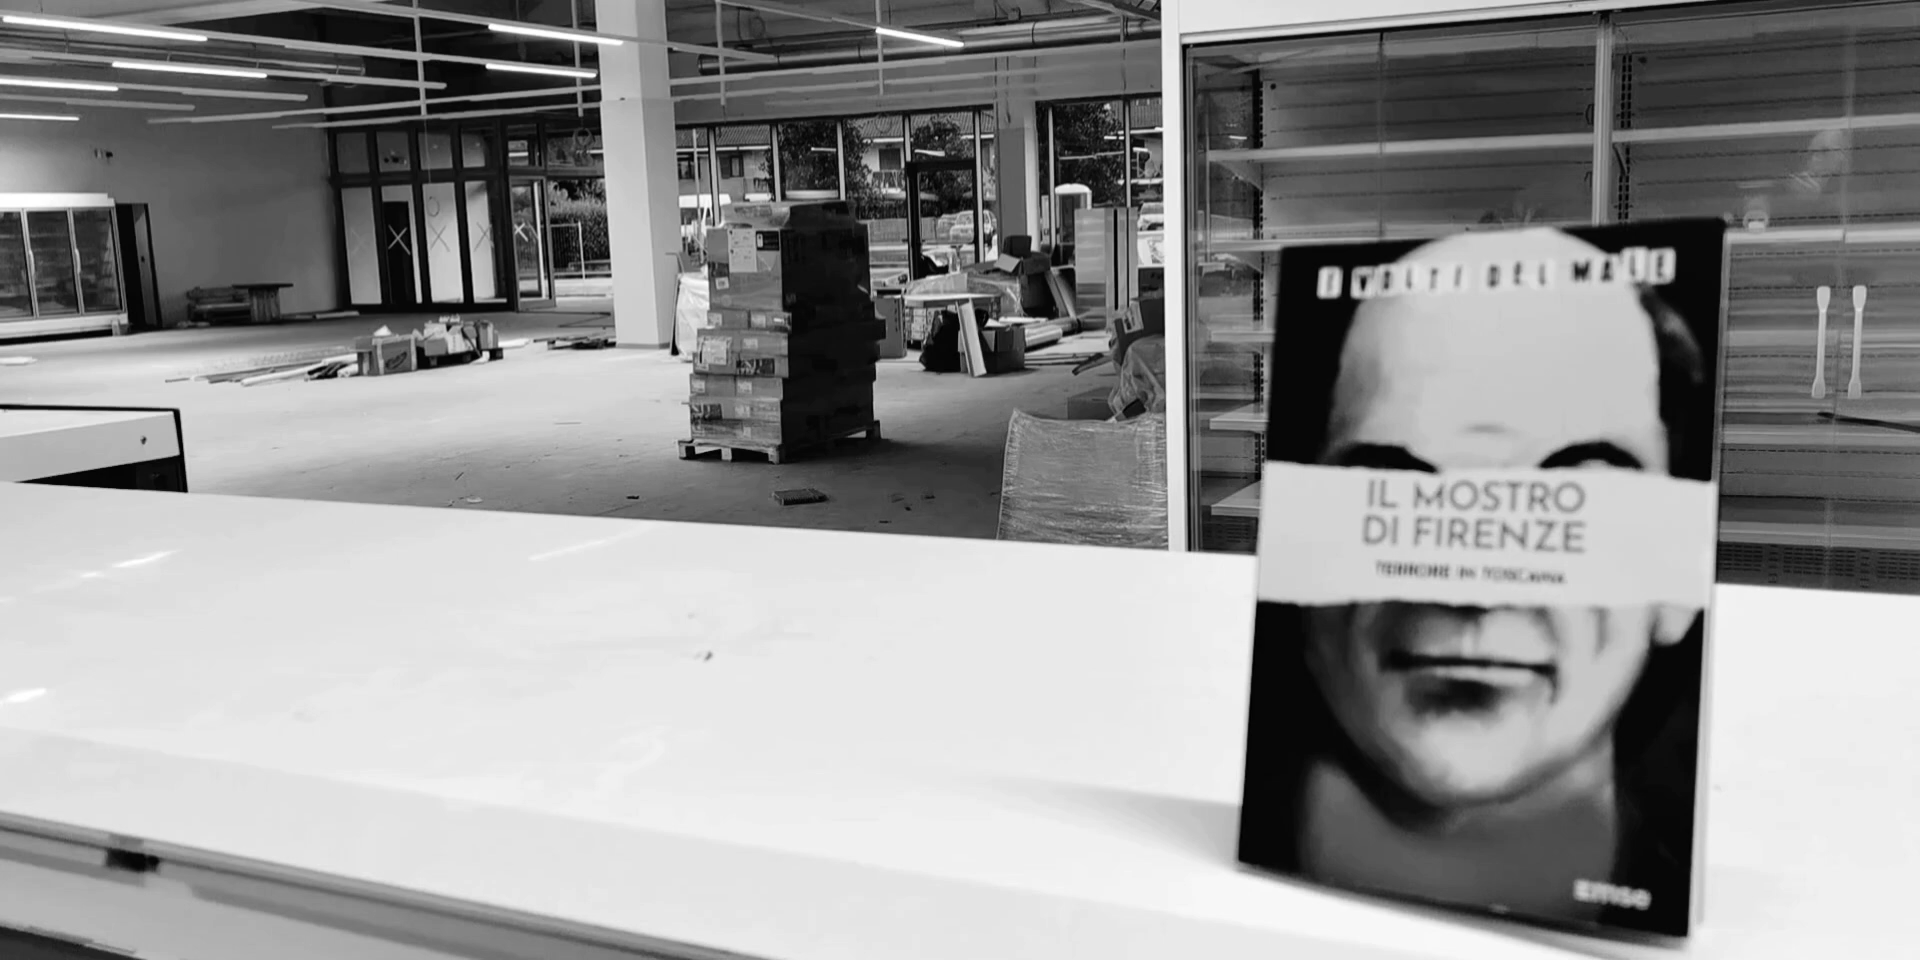 I VOLTI DEL MALE
IL MOSTRO
DI FIRENZE
TERRORE IN TOSCANA
emse